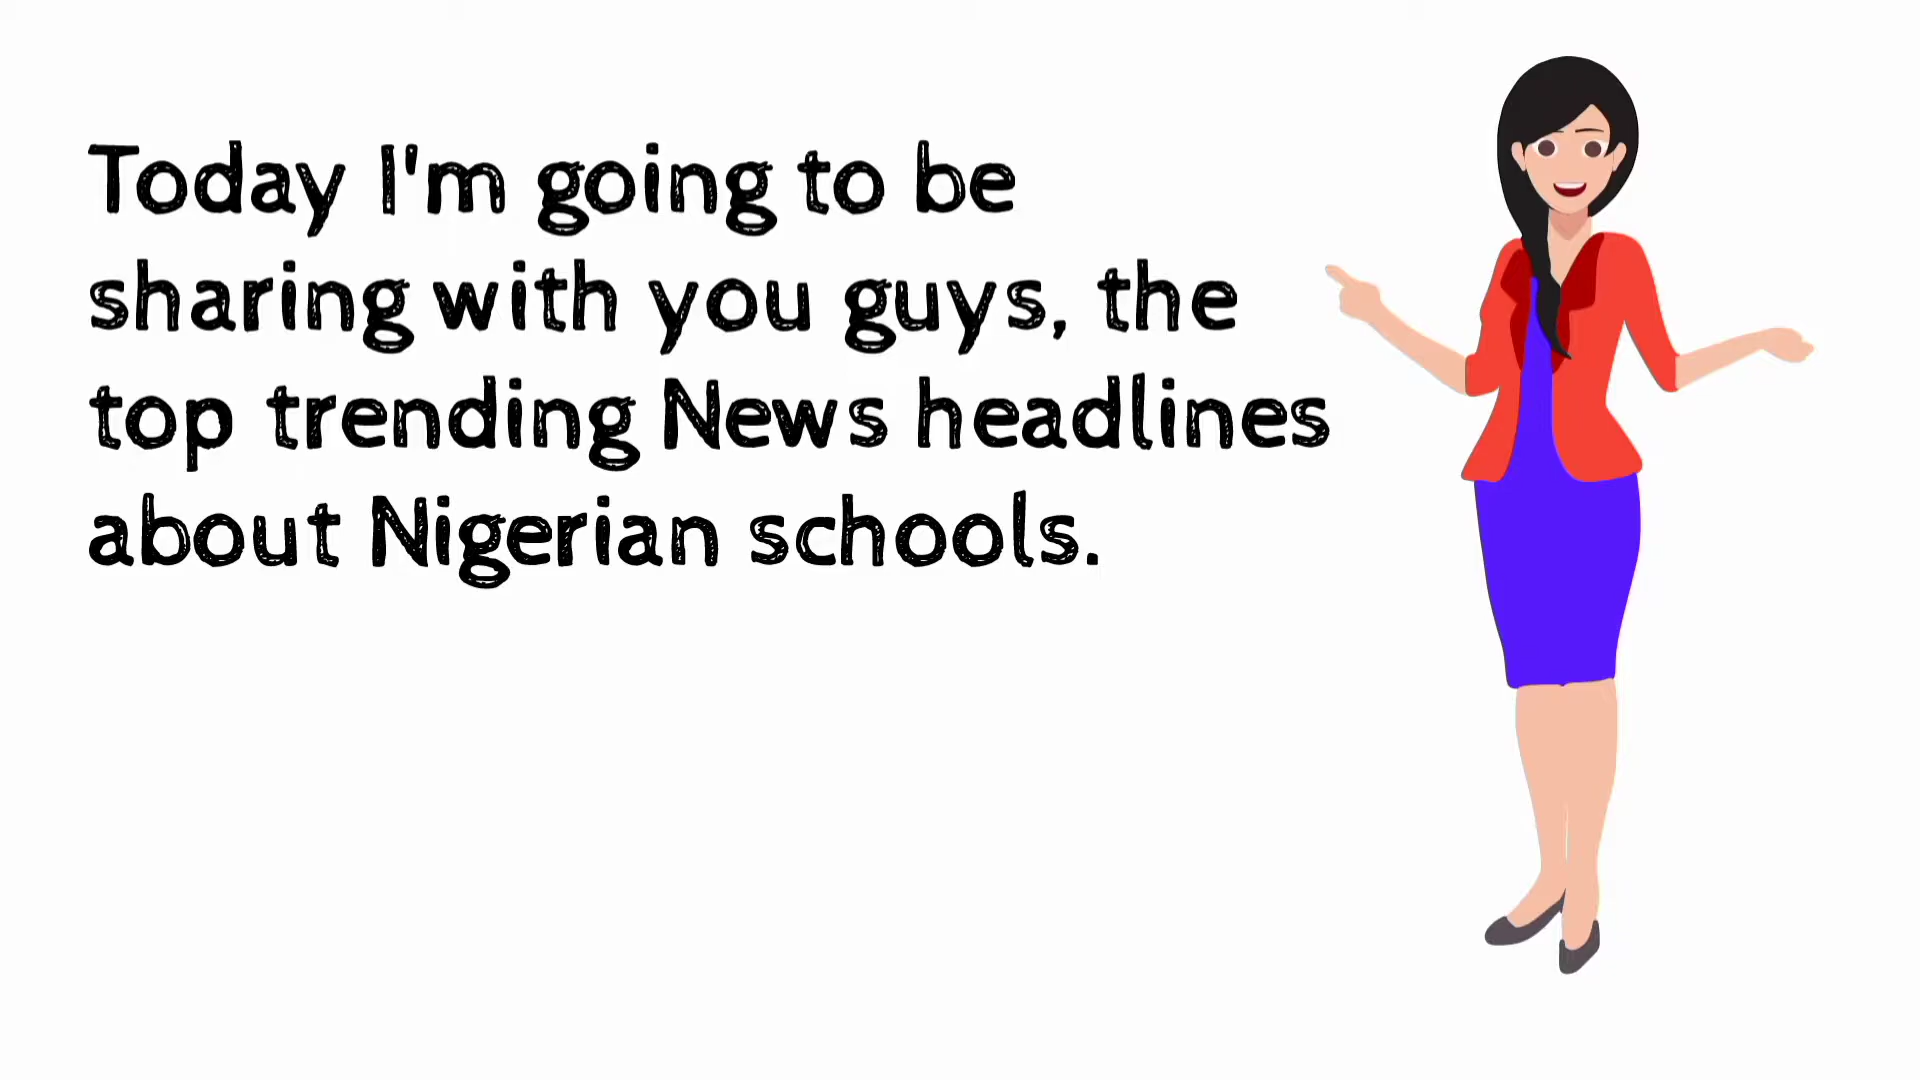 Today I'm going to be
sharing with you guys, the
top trending News headlines
about Nigerian schools.